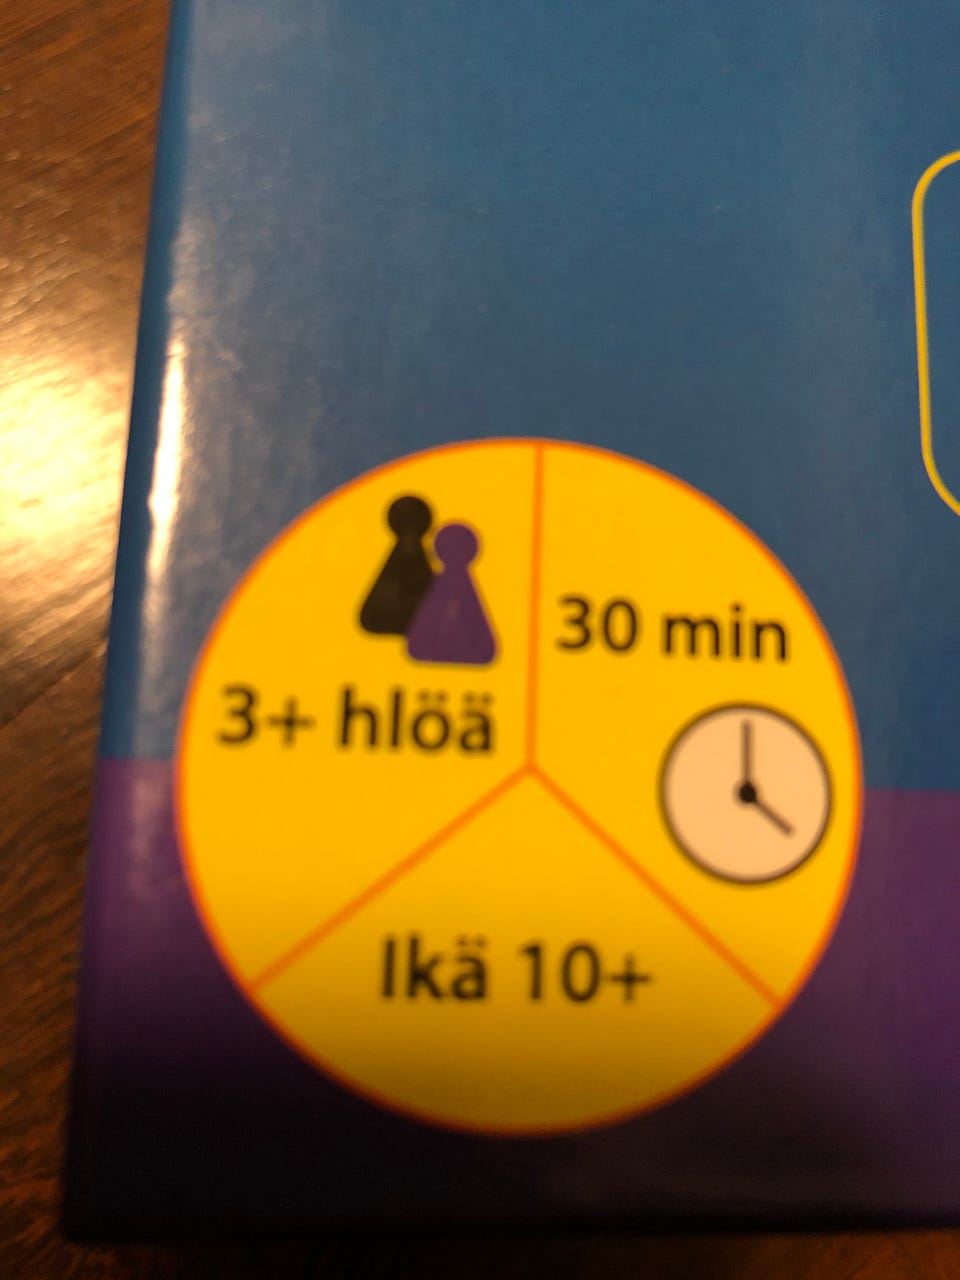 3+ hlöä
30 min
Ikä 10+